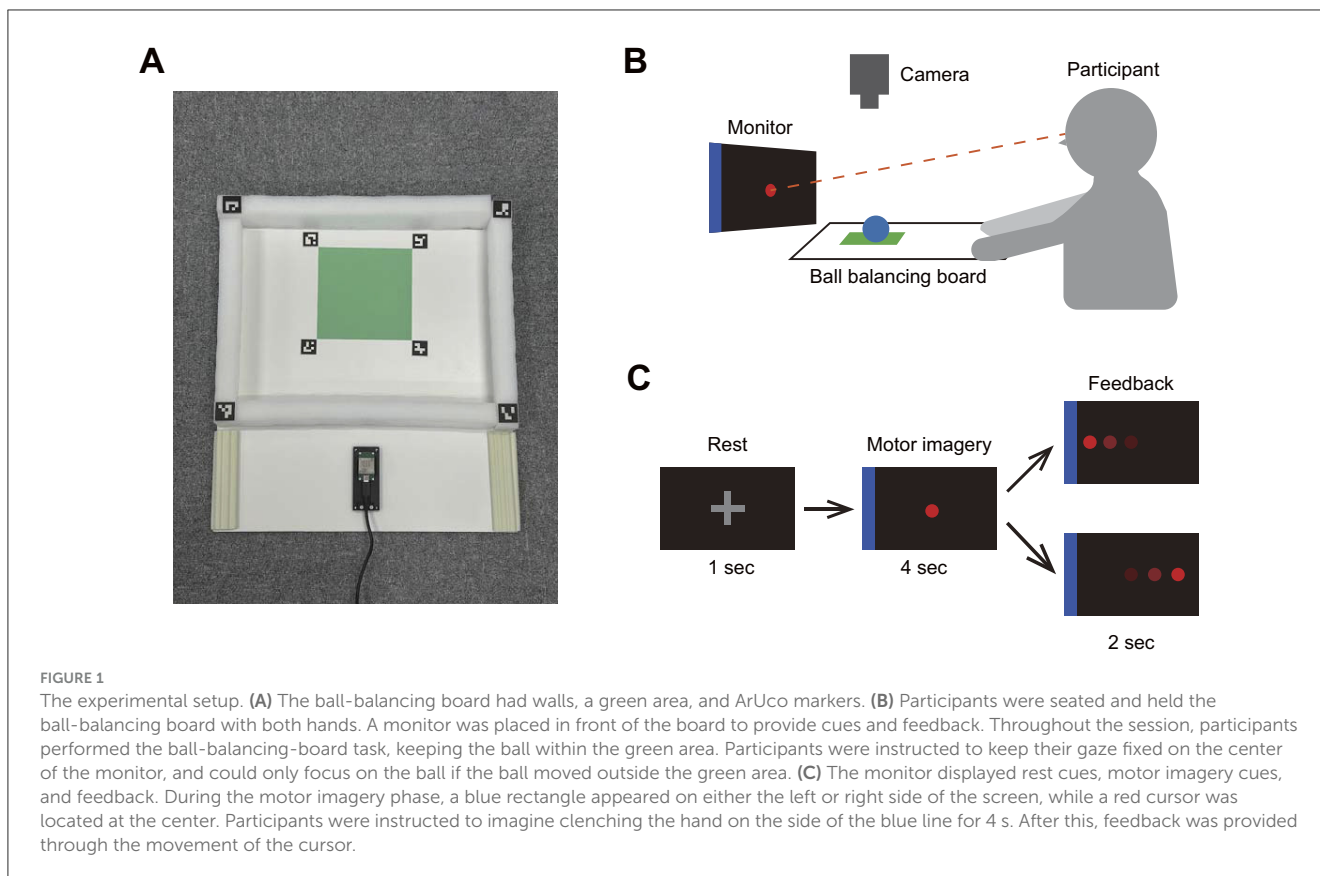 A
B
Camera
Participant
Monitor
Ball balancing board
C
Feedback
Rest
Motor imagery
1 sec
4 sec
2 sec
FIGURE 1
The experimental setup. (A) The ball-balancing board had walls, a green area, and ArUco markers. (B) Participants were seated and held the
ball-balancing board with both hands. A monitor was placed in front of the board to provide cues and feedback. Throughout the session, participants
performed the ball-balancing-board task, keeping the ball within the green area. Participants were instructed to keep their gaze fixed on the center
of the monitor, and could only focus on the ball if the ball moved outside the green area. (C) The monitor displayed rest cues, motor imagery cues,
and feedback. During the motor imagery phase, a blue rectangle appeared on either the left or right side of the screen, while a red cursor was
located at the center. Participants were instructed to imagine clenching the hand on the side of the blue line for 4 s. After this, feedback was provided
through the movement of the cursor.